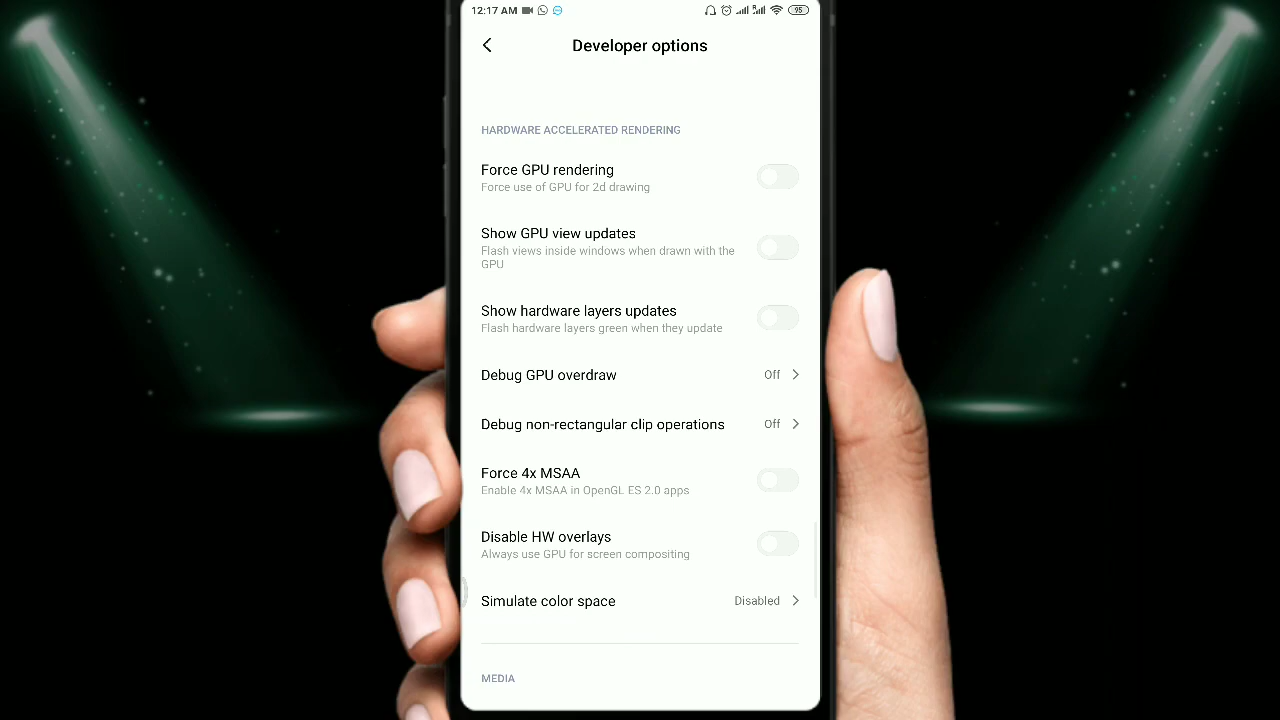 12:17 AM
95
Developer options
HARDWARE ACCELERATED RENDERING
Force GPU rendering
Force use of GPU for 2d drawing
Show GPU view updates
Flash views inside windows when drawn with the
GPU
Show hardware layers updates
Flash hardware layers green when they update
Debug GPU overdraw Off
Debug non-rectangular clip operations Off
Force 4x MSAA
Enable 4x MSAA in OpenGL ES 2.0 apps
Disable HW overlays
Always use GPU for screen compositing
Simulate color space Disabled
MEDIA